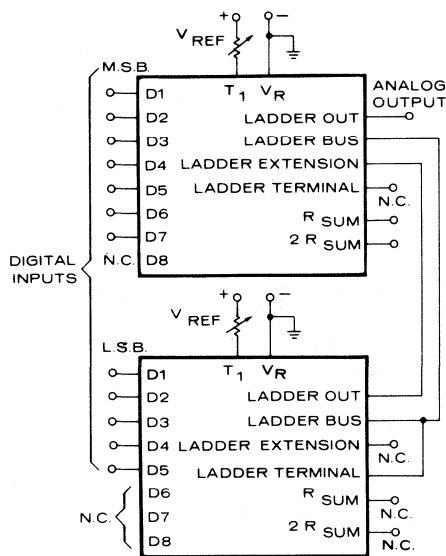 + −
V REF
M.S.B.
T1 VR
ANALOG
OUTPUT
D1
D2 LADDER OUT
D3 LADDER BUS
D4 LADDER EXTENSION
D5 LADDER TERMINAL
N.C.
D6 R SUM
D7
N.C. D8 2 R SUM
DIGITAL
INPUTS
+ −
V REF
L.S.B.
T1 VR
D1
D2 LADDER OUT
D3 LADDER BUS
D4 LADDER EXTENSION
N.C.
D5 LADDER TERMINAL
D6 R SUM
N.C.
N.C. D7
D8 2 R SUM
N.C.